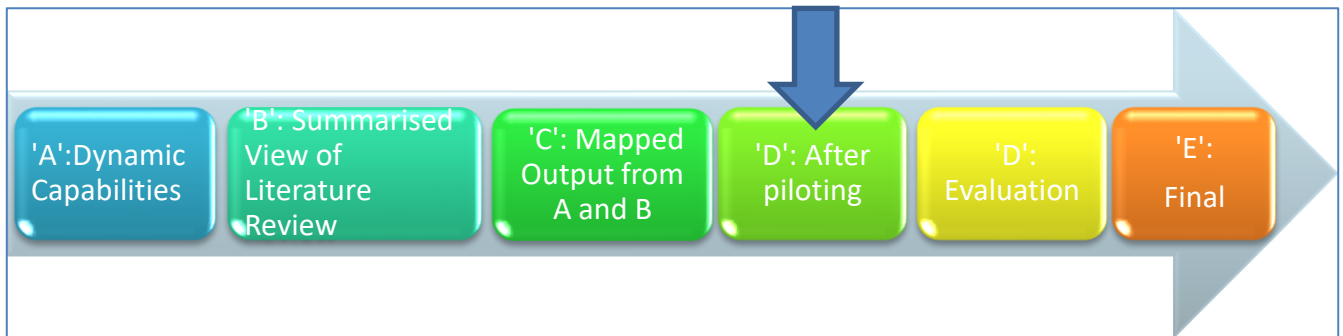 'A':Dynamic
Capabilities
'B': Summarised
View of
Literature
Review
'C': Mapped
Output from
A and B
'D': After
piloting
'D':
Evaluation
'E':
Final